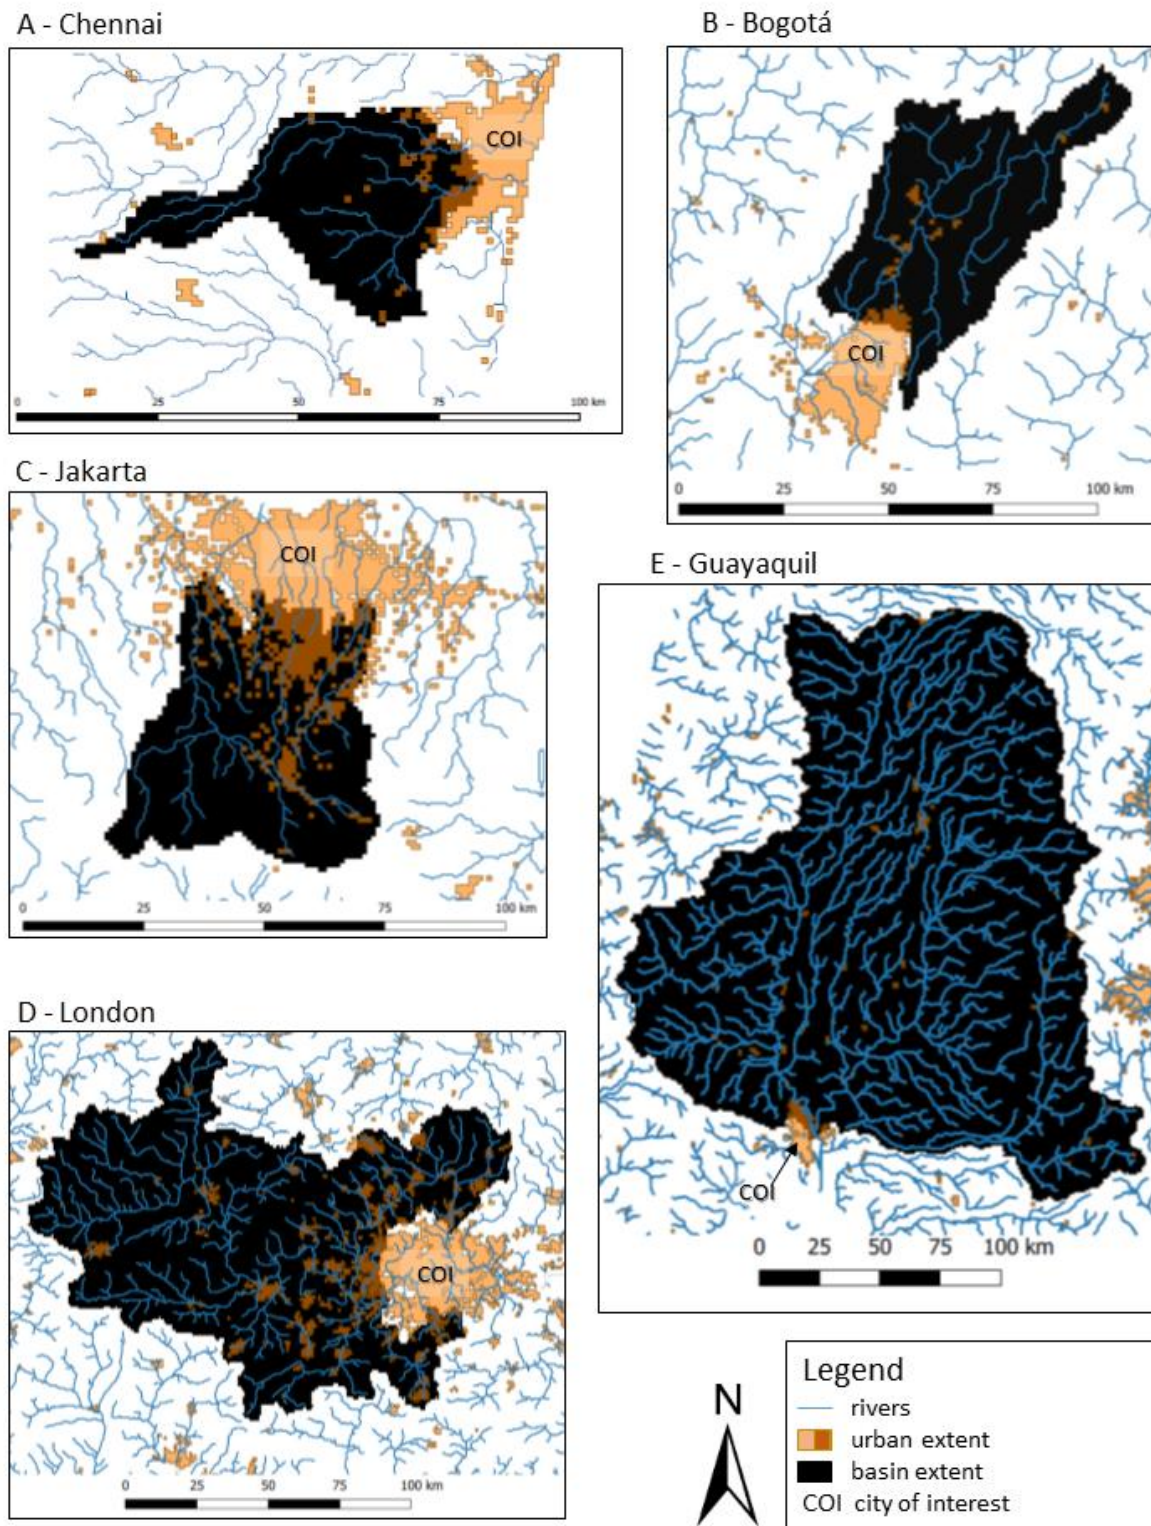 A - Chennai
COI
0 25 50 75 100 km
B - Bogotá
COI
0 25 50 75 100 km
C - Jakarta
COI
0 25 50 75 100 km
D - London
COI
0 25 50 75 100 km
E - Guayaquil
COI
0 25 50 75 100 km
N
Legend
rivers
urban extent
basin extent
COI city of interest